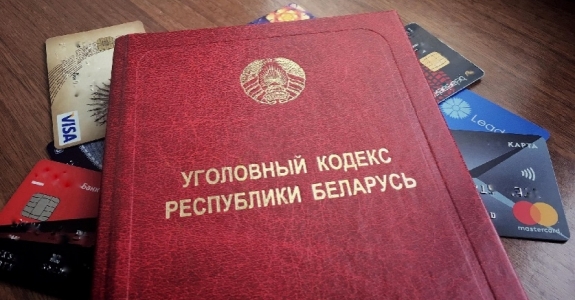 УГОЛОВНЫЙ КОДЕКС
РЕСПУБЛИКИ БЕЛАРУСЬ
VISA
КАРТА
mastercard